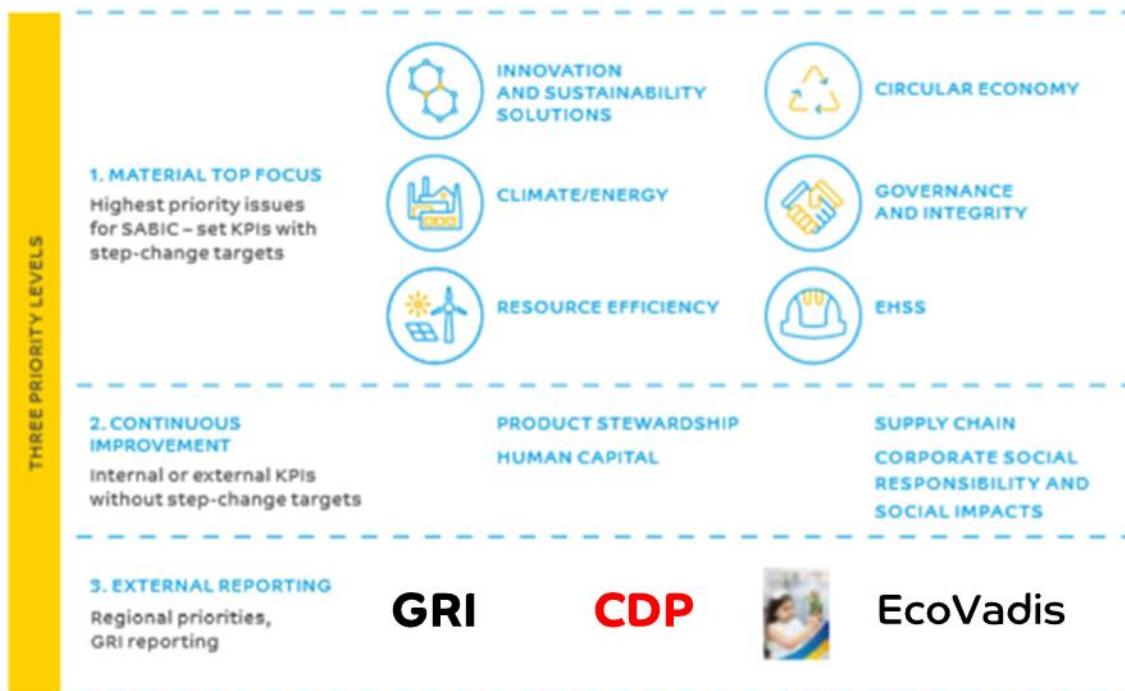 THREE PRIORITY LEVELS
1. MATERIAL TOP FOCUS
Highest priority issues
for SABIC – set KPIs with
step-change targets
INNOVATION
AND SUSTAINABILITY
SOLUTIONS
CIRCULAR ECONOMY
CLIMATE/ENERGY
GOVERNANCE
AND INTEGRITY
RESOURCE EFFICIENCY
EHSS
2. CONTINUOUS
IMPROVEMENT
Internal or external KPIs
without step-change targets
PRODUCT STEWARDSHIP
HUMAN CAPITAL
SUPPLY CHAIN
CORPORATE SOCIAL
RESPONSIBILITY AND
SOCIAL IMPACTS
3. EXTERNAL REPORTING
Regional priorities,
GRI reporting
GRI
CDP
EcoVadis